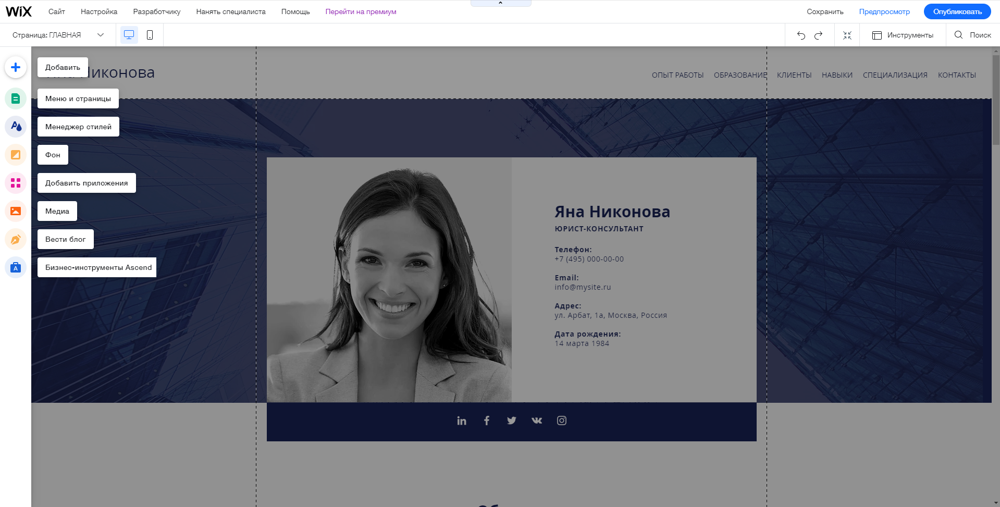 WiX
Сайт Настройка Разработчику Нанять специалиста Помощь Перейти на премиум
Сохранить Предпросмотр Опубликовать
Страница: ГЛАВНАЯ
Инструменты Поиск
Добавить
Никонова
ОПЫТ РАБОТЫ ОБРАЗОВАНИЕ КЛИЕНТЫ НАВЫКИ СПЕЦИАЛИЗАЦИЯ КОНТАКТЫ
Меню и страницы
Менеджер стилей
Фон
Добавить приложения
Медиа
Вести блог
Бизнес-инструменты Ascend
Яна Никонова
ЮРИСТ-КОНСУЛЬТАНТ
Телефон:
+7 (495) 000-00-00
Email:
info@mysite.ru
Адрес:
ул. Арбат, 1а, Москва, Россия
Дата рождения:
14 марта 1984